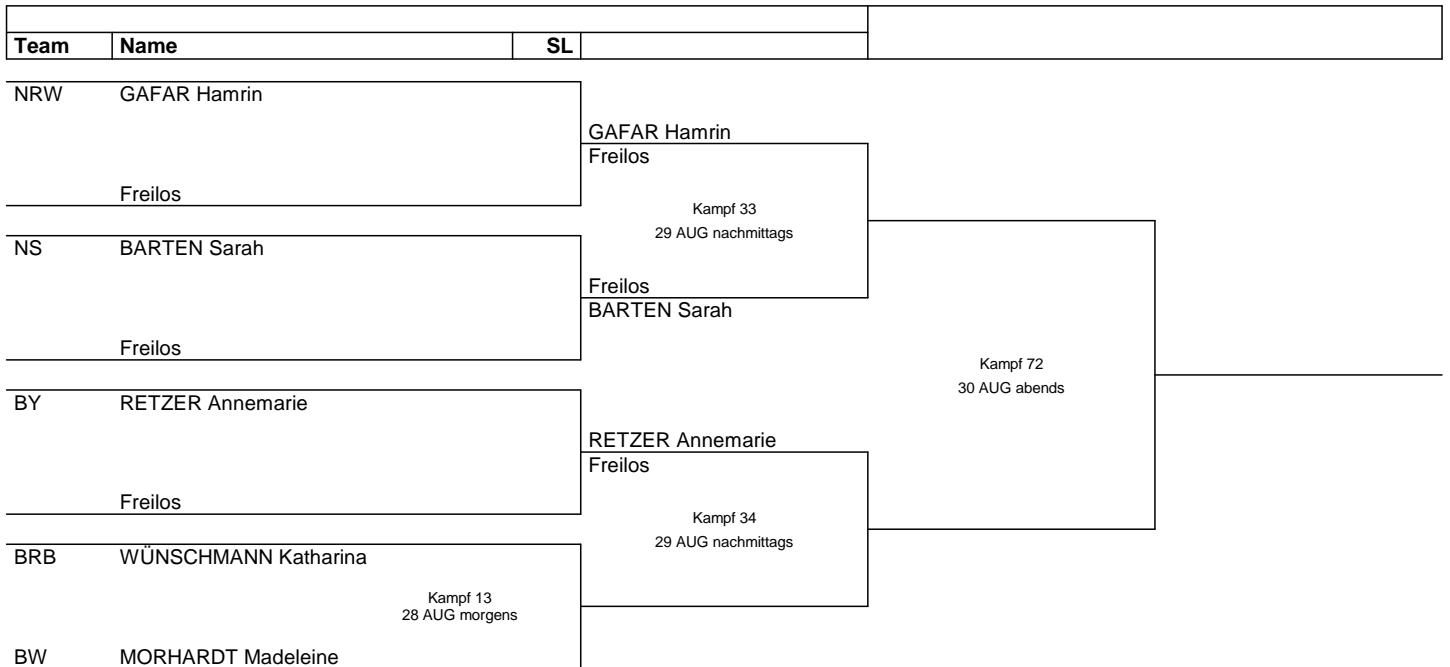 Team Name SL
NRW GAFAR Hamrin
GAFAR Hamrin
Freilos
Freilos
Kampf 33
29 AUG nachmittags
NS BARTEN Sarah
Freilos
BARTEN Sarah
Freilos
Kampf 72
30 AUG abends
BY RETZER Annemarie
RETZER Annemarie
Freilos
Freilos
Kampf 34
29 AUG nachmittags
BRB WÜNSCHMANN Katharina
Kampf 13
28 AUG morgens
BW MORHARDT Madeleine